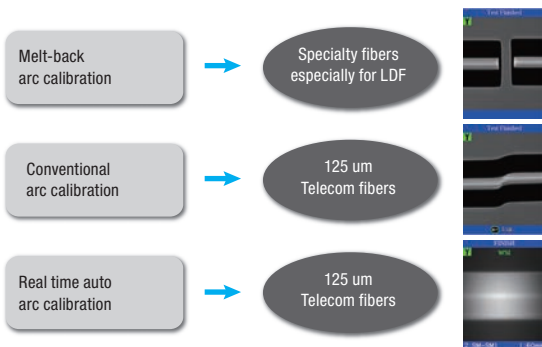 Melt-back
arc calibration
Specialty fibers
especially for LDF
Test Finished
Conventional
arc calibration
125 um
Telecom fibers
Test Finished
Real time auto
arc calibration
125 um
Telecom fibers
FINISH